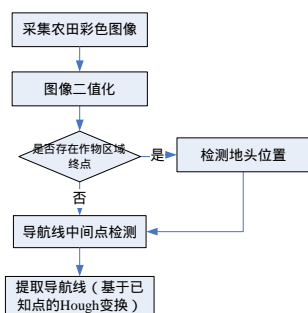 采集农田彩色图像
图像二值化
是否存在作物区域
终点
是
检测地头位置
否
导航线中间点检测
提取导航线（基于已
知点的Hough变换）